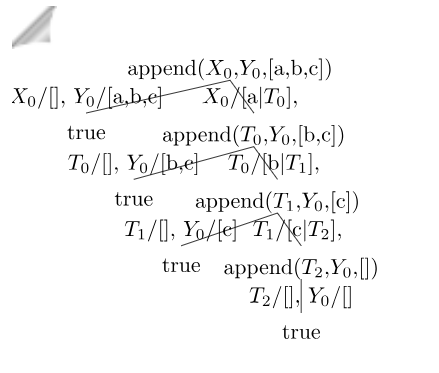 append(X₀,Y₀,[a,b,c])
X₀/[], Y₀/[a,b,c] X₀/[a|T₀],
true append(T₀,Y₀,[b,c])
T₀/[], Y₀/[b,c] T₀/[b|T₁],
true append(T₁,Y₀,[c])
T₁/[], Y₀/[c] T₁/[c|T₂],
true append(T₂,Y₀,[])
T₂/[], Y₀/[]
true